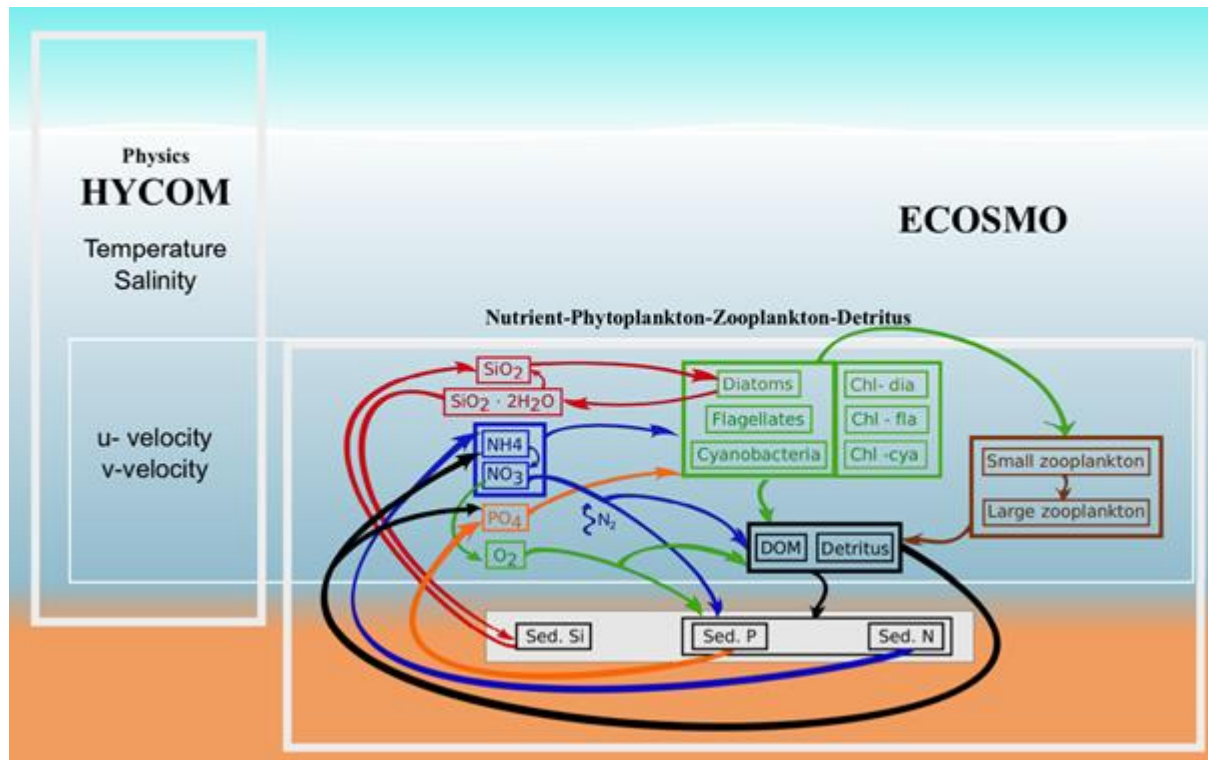 Physics
HYCOM
Temperature
Salinity
ECOSMO
Nutrient-Phytoplankton-Zooplankton-Detritus
u- velocity
v-velocity
SiO₂
SiO₂ · 2H₂O
NH4
NO₃
PO₄
O₂
N₂
Diatoms
Flagellates
Cyanobacteria
Chl- dia
Chl - fla
Chl -cya
Small zooplankton
Large zooplankton
DOM
Detritus
Sed. Si
Sed. P
Sed. N